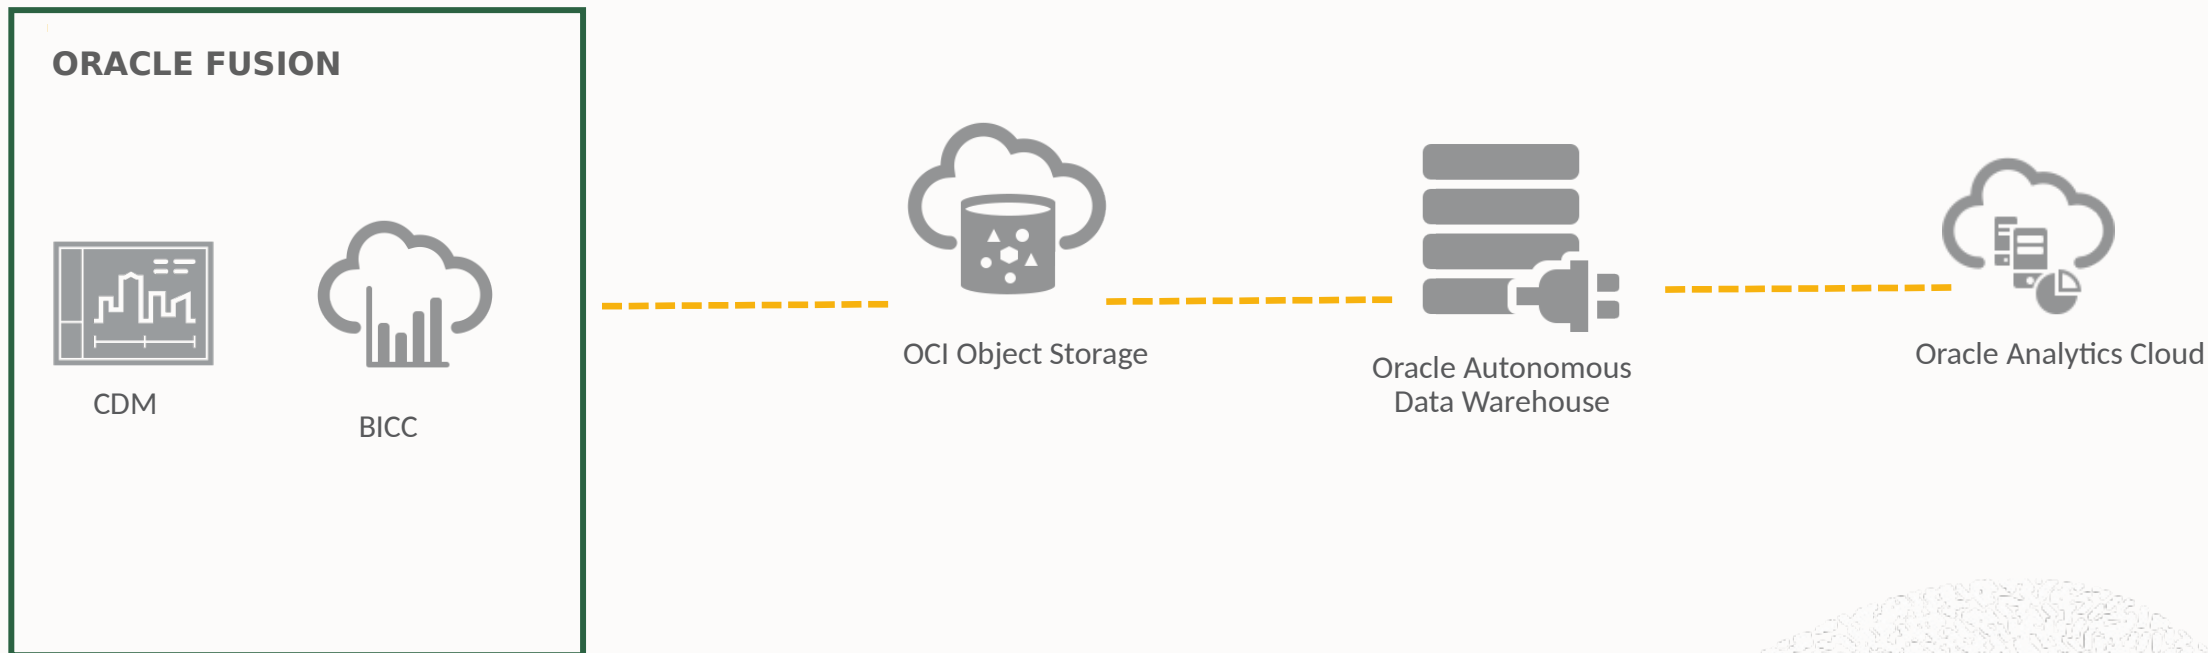 ORACLE FUSION
CDM
BICC
OCI Object Storage
Oracle Autonomous
Data Warehouse
Oracle Analytics Cloud